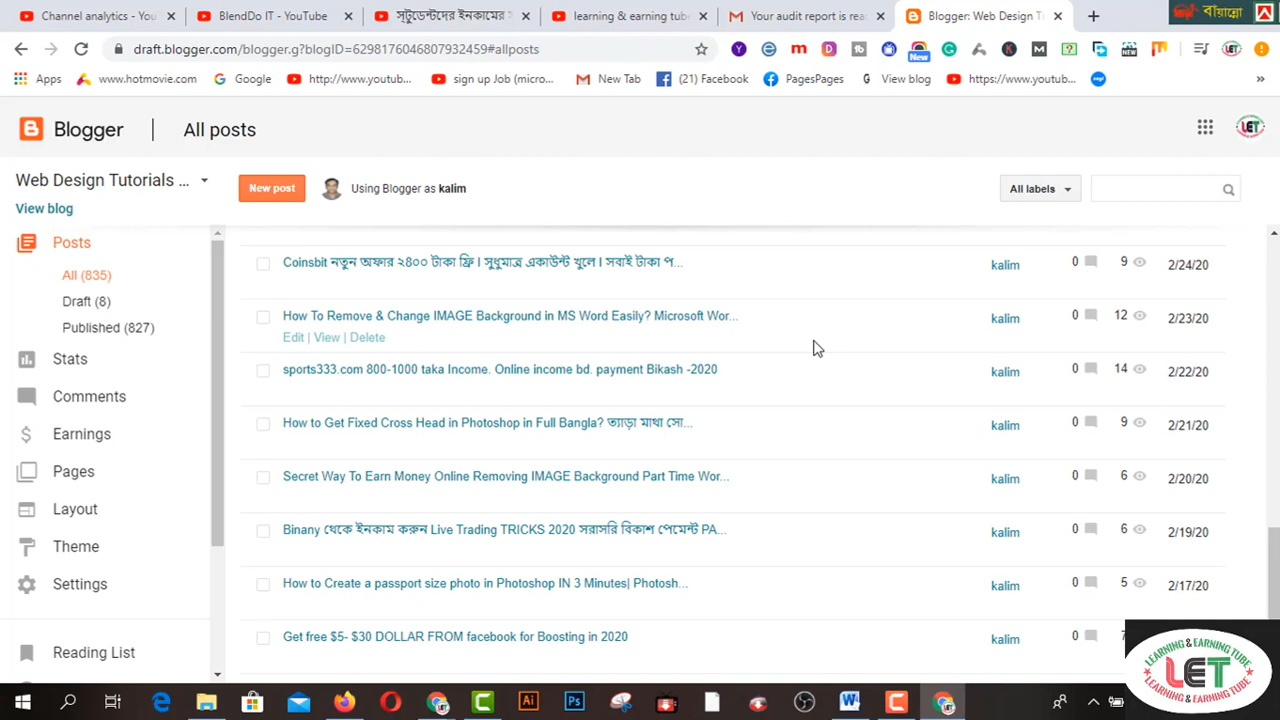 Channel analytics - You
BlendDo IT - YouTube
স্টুডেন্টদের ইনকামের
learning & earning tub
Your audit report is rea
Blogger: Web Design T
বায়ান্নো
draft.blogger.com/blogger.g?blogID=6298176046807932459#allposts
New
NEW
Apps
www.hotmovie.com
Google
http://www.youtub...
sign up Job (micro...
New Tab
(21) Facebook
PagesPages
View blog
https://www.youtub...
»
Blogger
All posts
LET
Web Design Tutorials ...
New post
Using Blogger as kalim
All labels
View blog
Posts
All (835)
Draft (8)
Published (827)
Stats
Comments
Earnings
Pages
Layout
Theme
Settings
Reading List
Coinsbit নতুন অফার ২৪০০ টাকা ফ্রি । সুধুমাত্র একাউন্ট খুলে । সবাই টাকা প... kalim 0 9 2/24/20
How To Remove & Change IMAGE Background in MS Word Easily? Microsoft Wor... kalim 0 12 2/23/20
Edit | View | Delete
sports333.com 800-1000 taka Income. Online income bd. payment Bikash -2020 kalim 0 14 2/22/20
How to Get Fixed Cross Head in Photoshop in Full Bangla? ত্যাড়া মাথা সো... kalim 0 9 2/21/20
Secret Way To Earn Money Online Removing IMAGE Background Part Time Wor... kalim 0 6 2/20/20
Binany থেকে ইনকাম করুন Live Trading TRICKS 2020 সরাসরি বিকাশ পেমেন্ট PA... kalim 0 6 2/19/20
How to Create a passport size photo in Photoshop IN 3 Minutes| Photosh... kalim 0 5 2/17/20
Get free $5- $30 DOLLAR FROM facebook for Boosting in 2020 kalim 0
LEARNING & EARNING TUBE
LET
LEARNING & EARNING TUBE